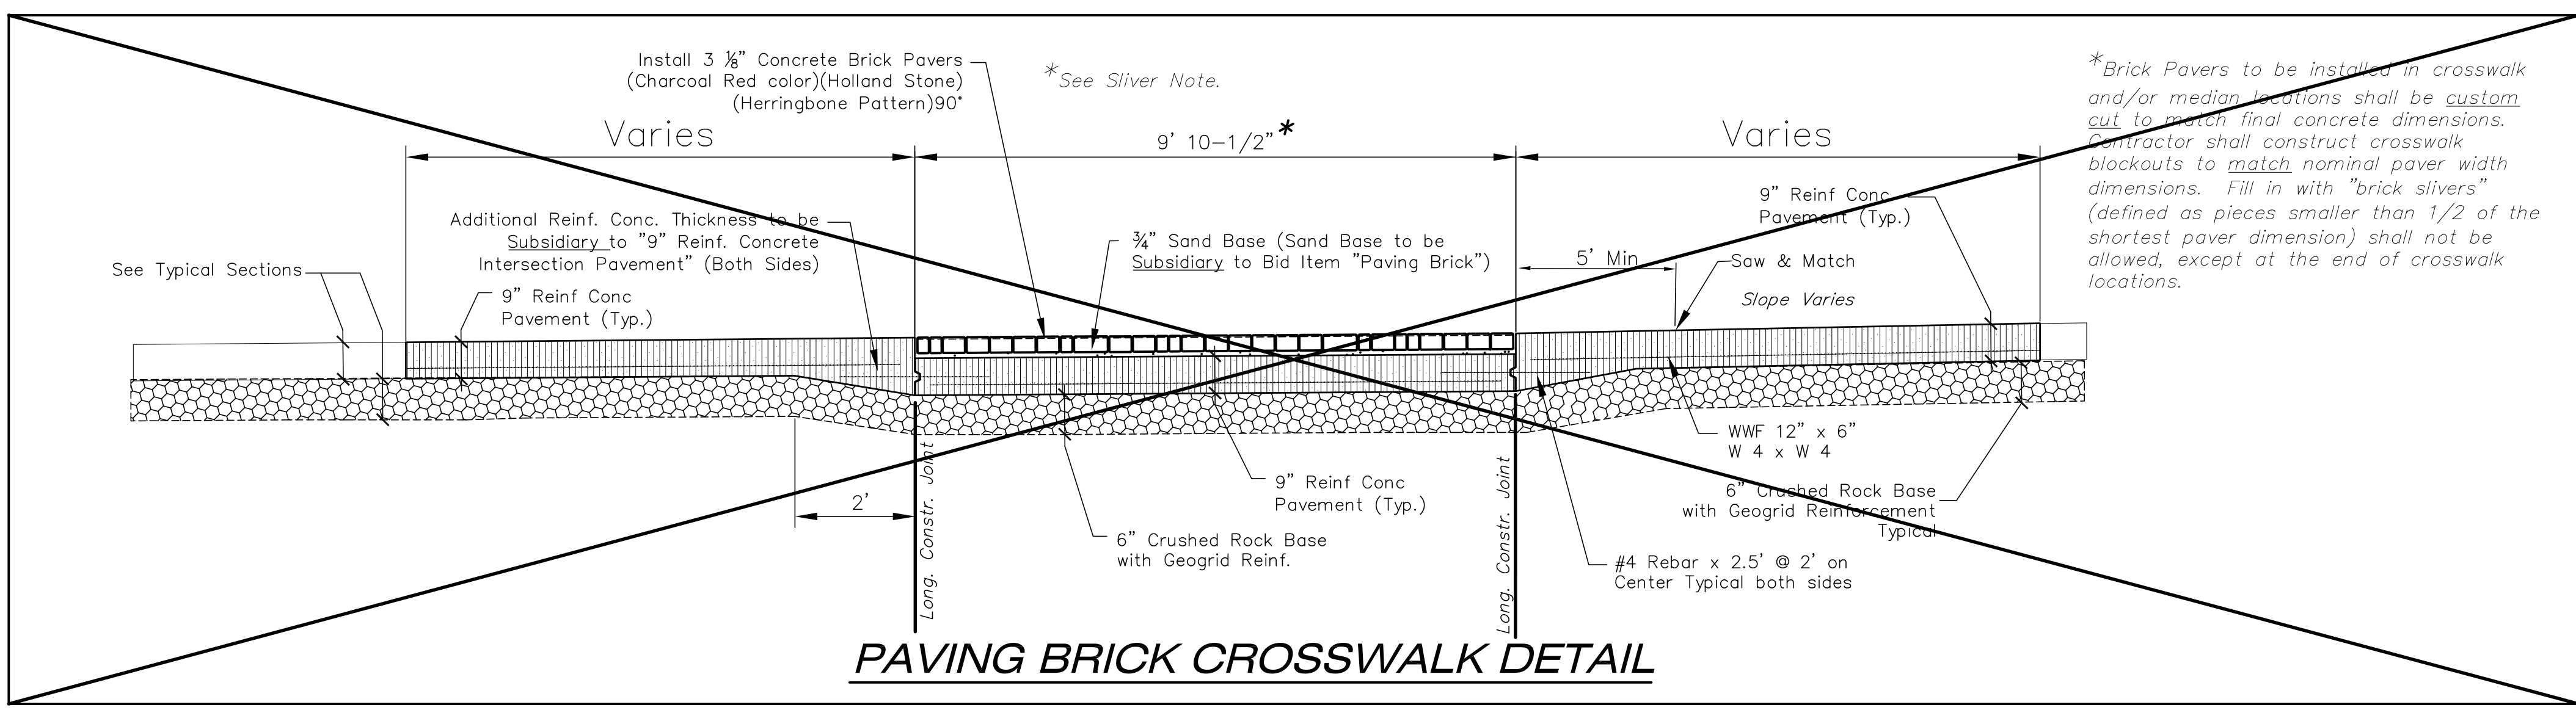 Install 3 ⅛" Concrete Brick Pavers
(Charcoal Red color)(Holland Stone)
(Herringbone Pattern)90°
*See Sliver Note.
*Brick Pavers to be installed in crosswalk
and/or median locations shall be custom
cut to match final concrete dimensions.
Contractor shall construct crosswalk
blockouts to match nominal paver width
dimensions. Fill in with "brick slivers"
(defined as pieces smaller than 1/2 of the
shortest paver dimension) shall not be
allowed, except at the end of crosswalk
locations.
Varies
9' 10-1/2"*
Varies
9" Reinf Conc
Pavement (Typ.)
Additional Reinf. Conc. Thickness to be
Subsidiary to "9" Reinf. Concrete
Intersection Pavement" (Both Sides)
¾" Sand Base (Sand Base to be
Subsidiary to Bid Item "Paving Brick")
5' Min
Saw & Match
Slope Varies
See Typical Sections
9" Reinf Conc
Pavement (Typ.)
WWF 12" x 6"
W 4 x W 4
9" Reinf Conc
Pavement (Typ.)
6" Crushed Rock Base
with Geogrid Reinforcement
Typical
2'
6" Crushed Rock Base
with Geogrid Reinf.
#4 Rebar x 2.5' @ 2' on
Center Typical both sides
Long. Constr. Joint
Long. Constr. Joint
PAVING BRICK CROSSWALK DETAIL